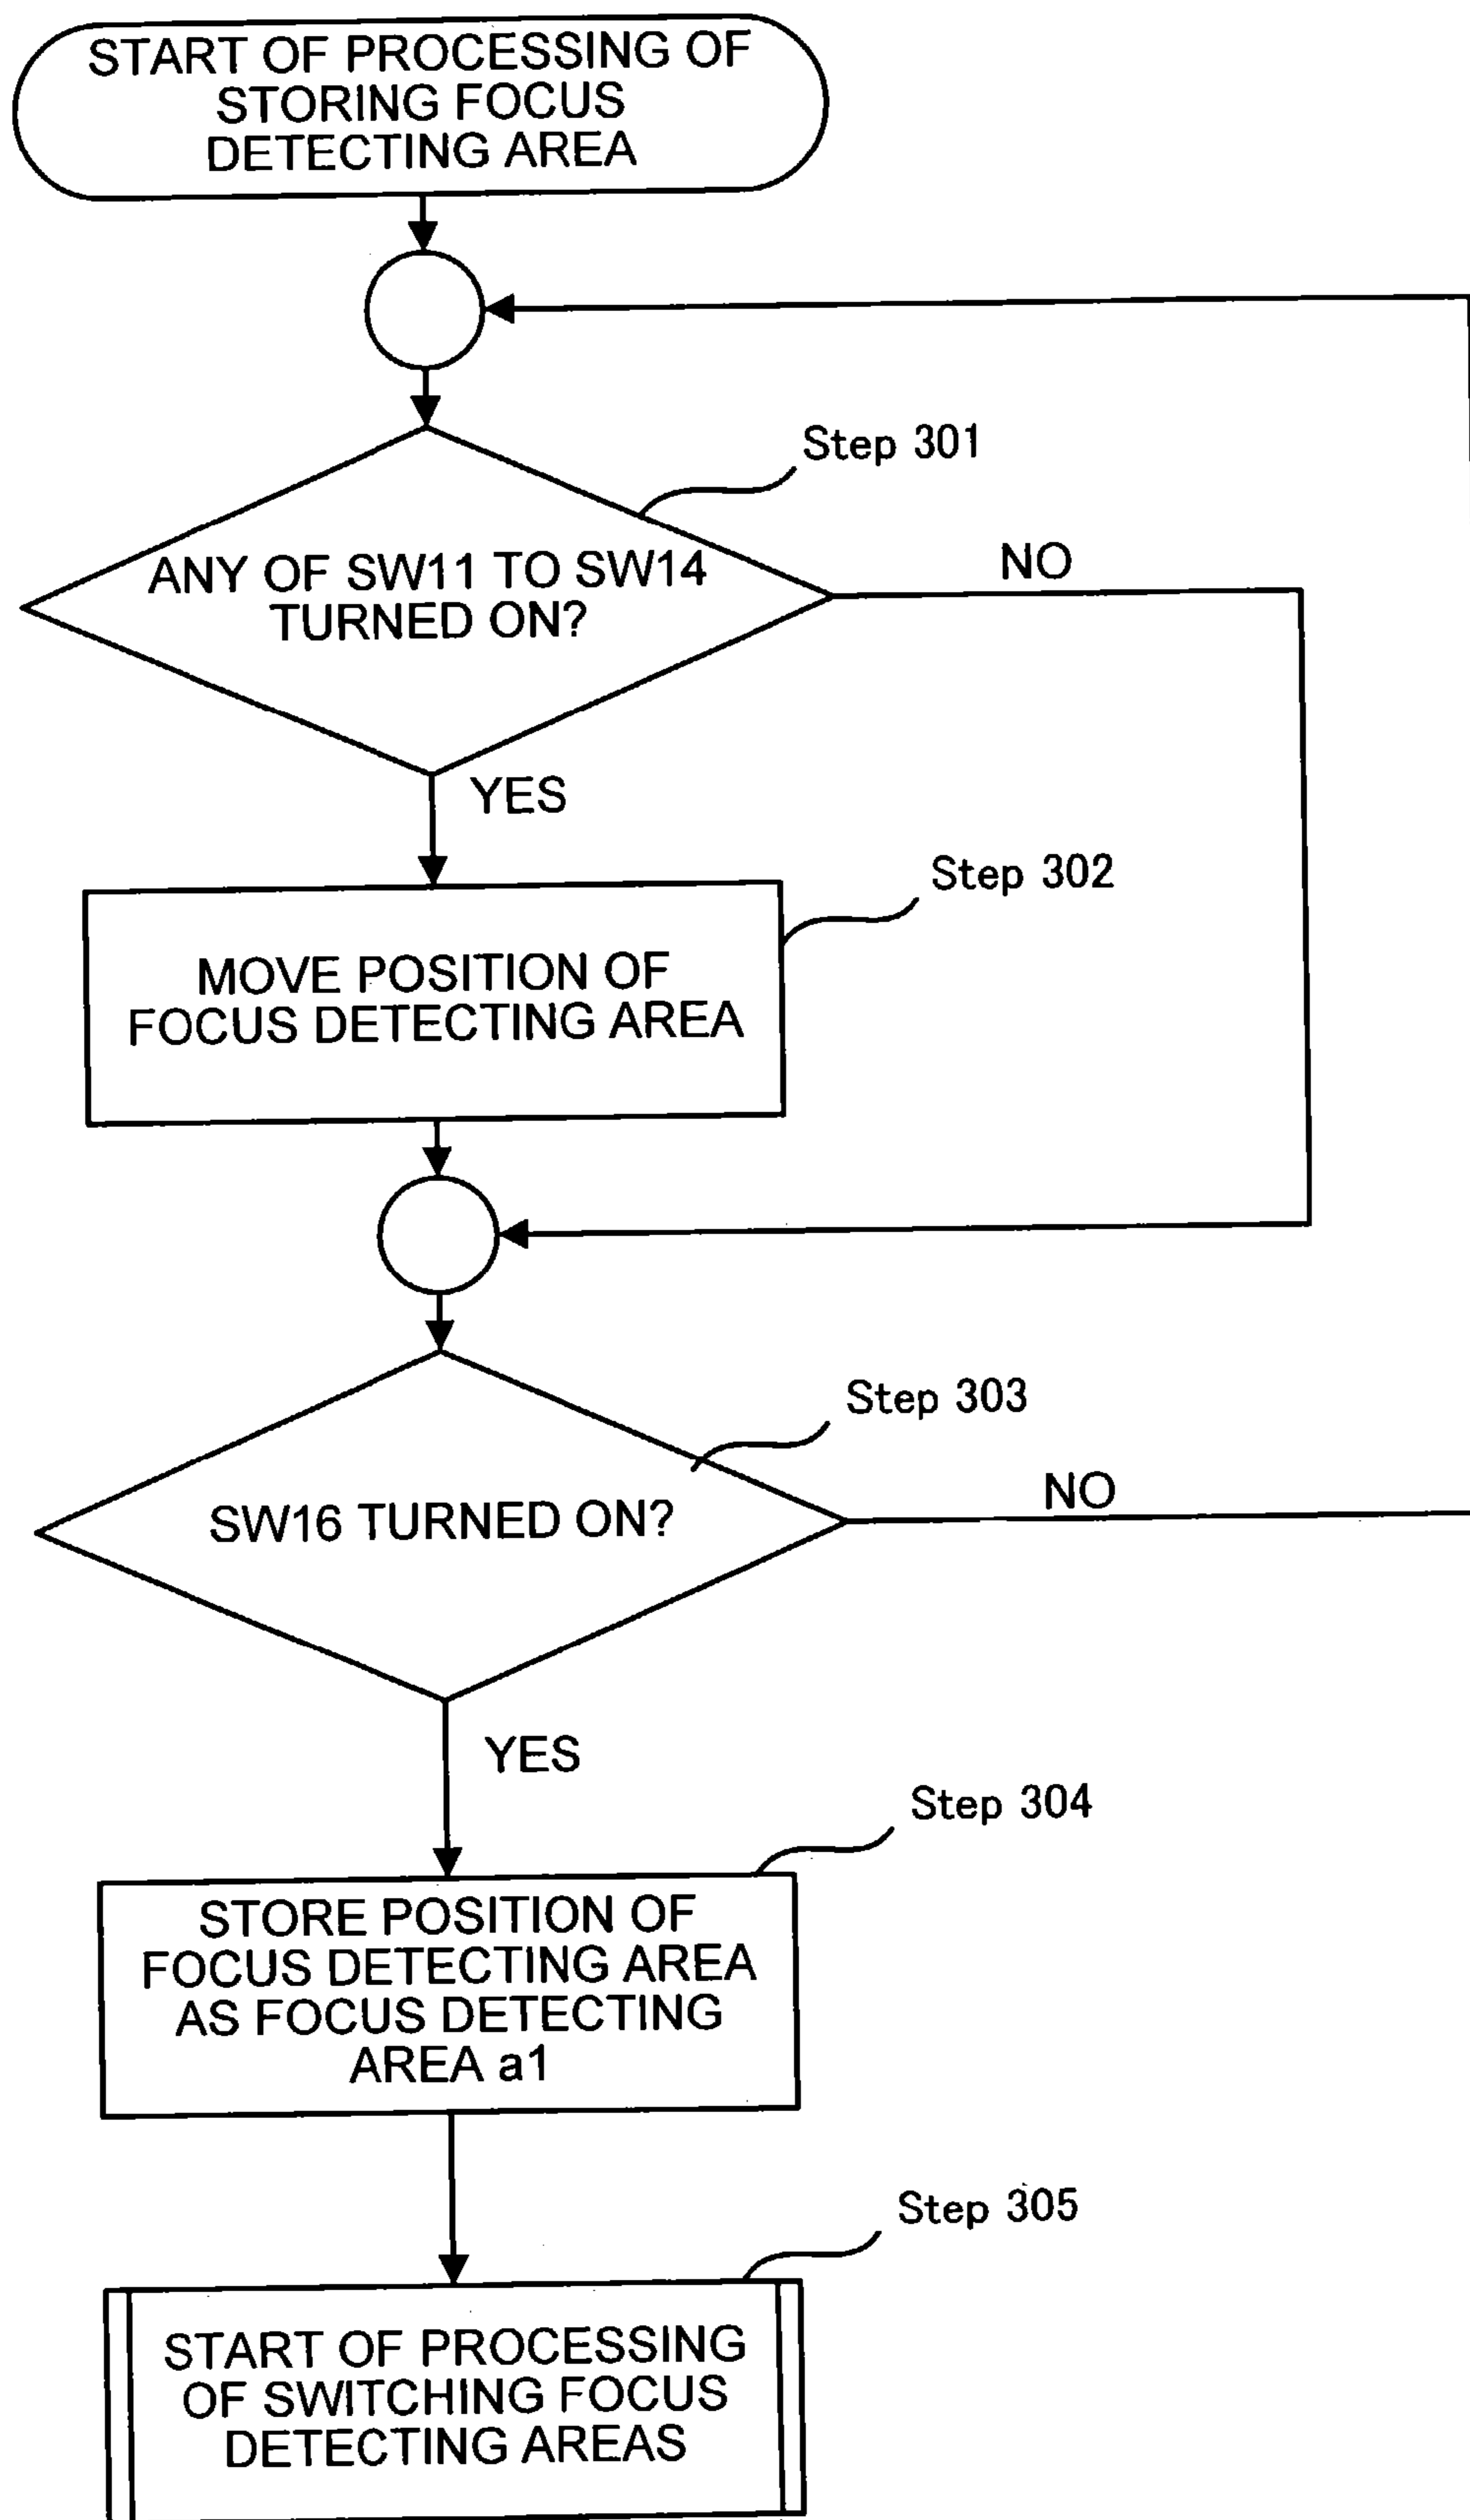 START OF PROCESSING OF
STORING FOCUS
DETECTING AREA
Step 301
ANY OF SW11 TO SW14
TURNED ON?
NO
YES
Step 302
MOVE POSITION OF
FOCUS DETECTING AREA
Step 303
SW16 TURNED ON?
NO
YES
Step 304
STORE POSITION OF
FOCUS DETECTING AREA
AS FOCUS DETECTING
AREA a1
Step 305
START OF PROCESSING
OF SWITCHING FOCUS
DETECTING AREAS